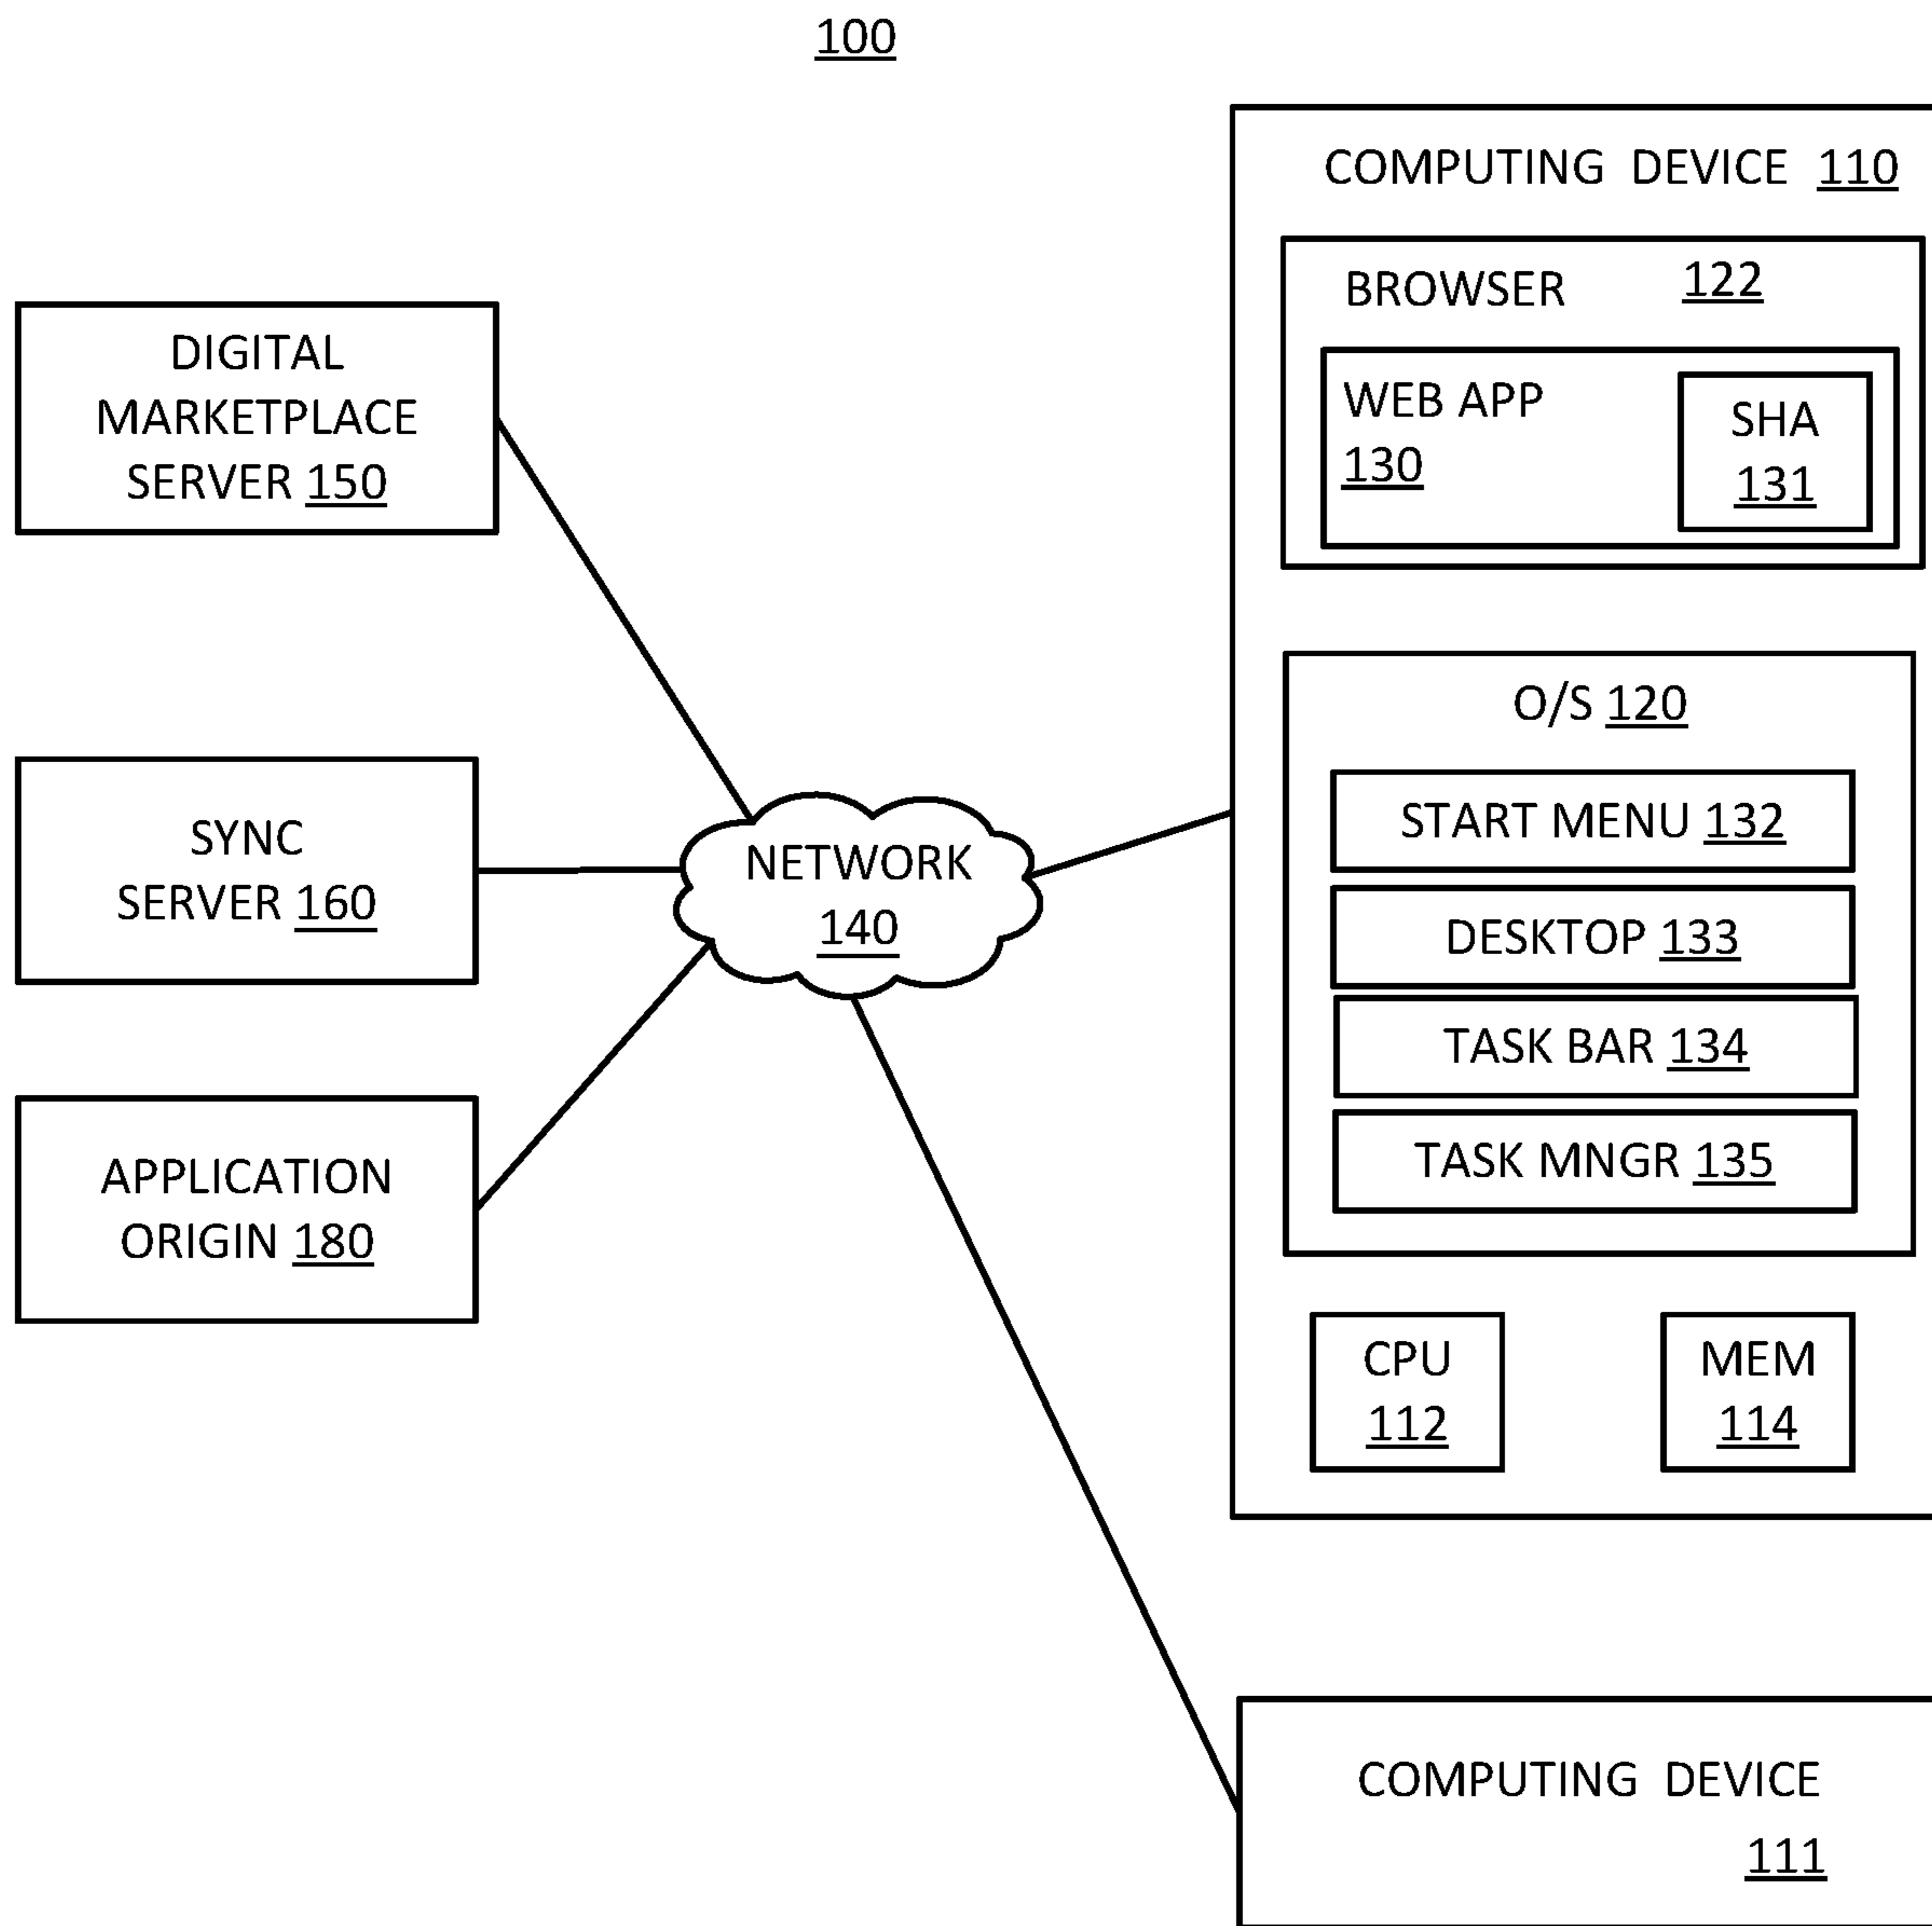 100
COMPUTING DEVICE 110
BROWSER 122
WEB APP
130
SHA
131
DIGITAL
MARKETPLACE
SERVER 150
O/S 120
START MENU 132
DESKTOP 133
TASK BAR 134
TASK MNGR 135
SYNC
SERVER 160
NETWORK
140
APPLICATION
ORIGIN 180
CPU
112
MEM
114
COMPUTING DEVICE
111